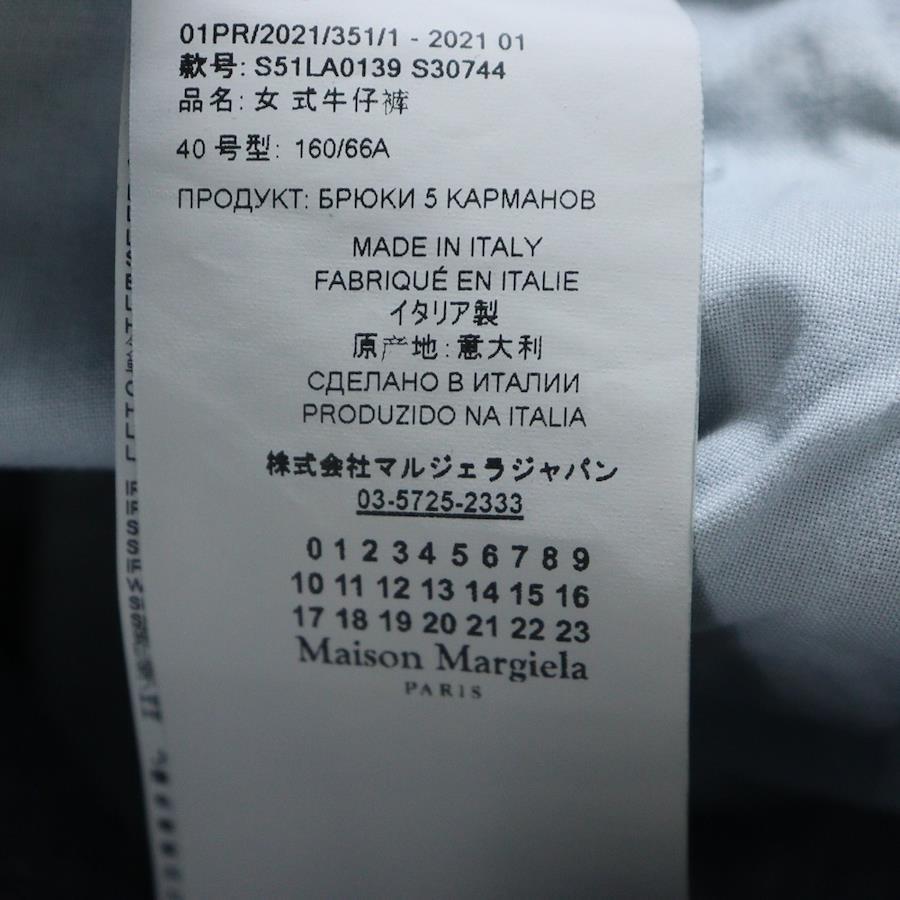 01PR/2021/351/1 - 2021 01
款号: S51LA0139 S30744
品名: 女 式牛仔裤
40 号型: 160/66A
ПРОДУКТ: БРЮКИ 5 КАРМАНОВ
MADE IN ITALY
FABRIQUÉ EN ITALIE
イタリア製
原产地:意大利
СДЕЛАНО В ИТАЛИИ
PRODUZIDO NA ITALIA
株式会社マルジェラジャパン
03-5725-2333
0 1 2 3 4 5 6 7 8 9
10 11 12 13 14 15 16
17 18 19 20 21 22 23
Maison Margiela
PARIS